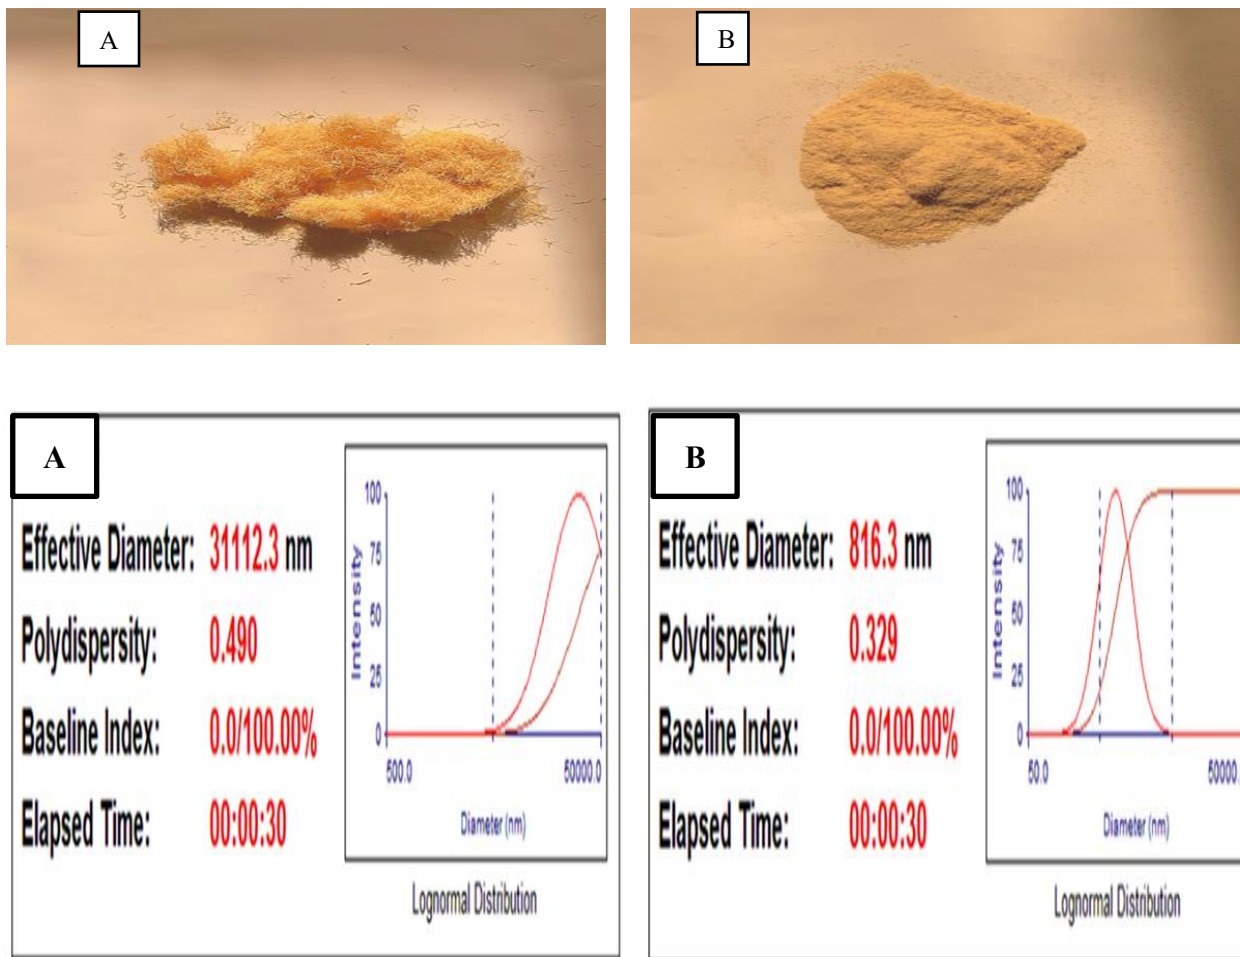 A
B
A
Effective Diameter: 31112.3 nm
Polydispersity: 0.490
Baseline Index: 0.0/100.00%
Elapsed Time: 00:00:30
100
75
50
25
0
Intensity
500.0 50000.0
Diameter (nm)
Lognormal Distribution
B
Effective Diameter: 816.3 nm
Polydispersity: 0.329
Baseline Index: 0.0/100.00%
Elapsed Time: 00:00:30
100
75
50
25
0
Intensity
50.0 50000.
Diameter (nm)
Lognormal Distribution